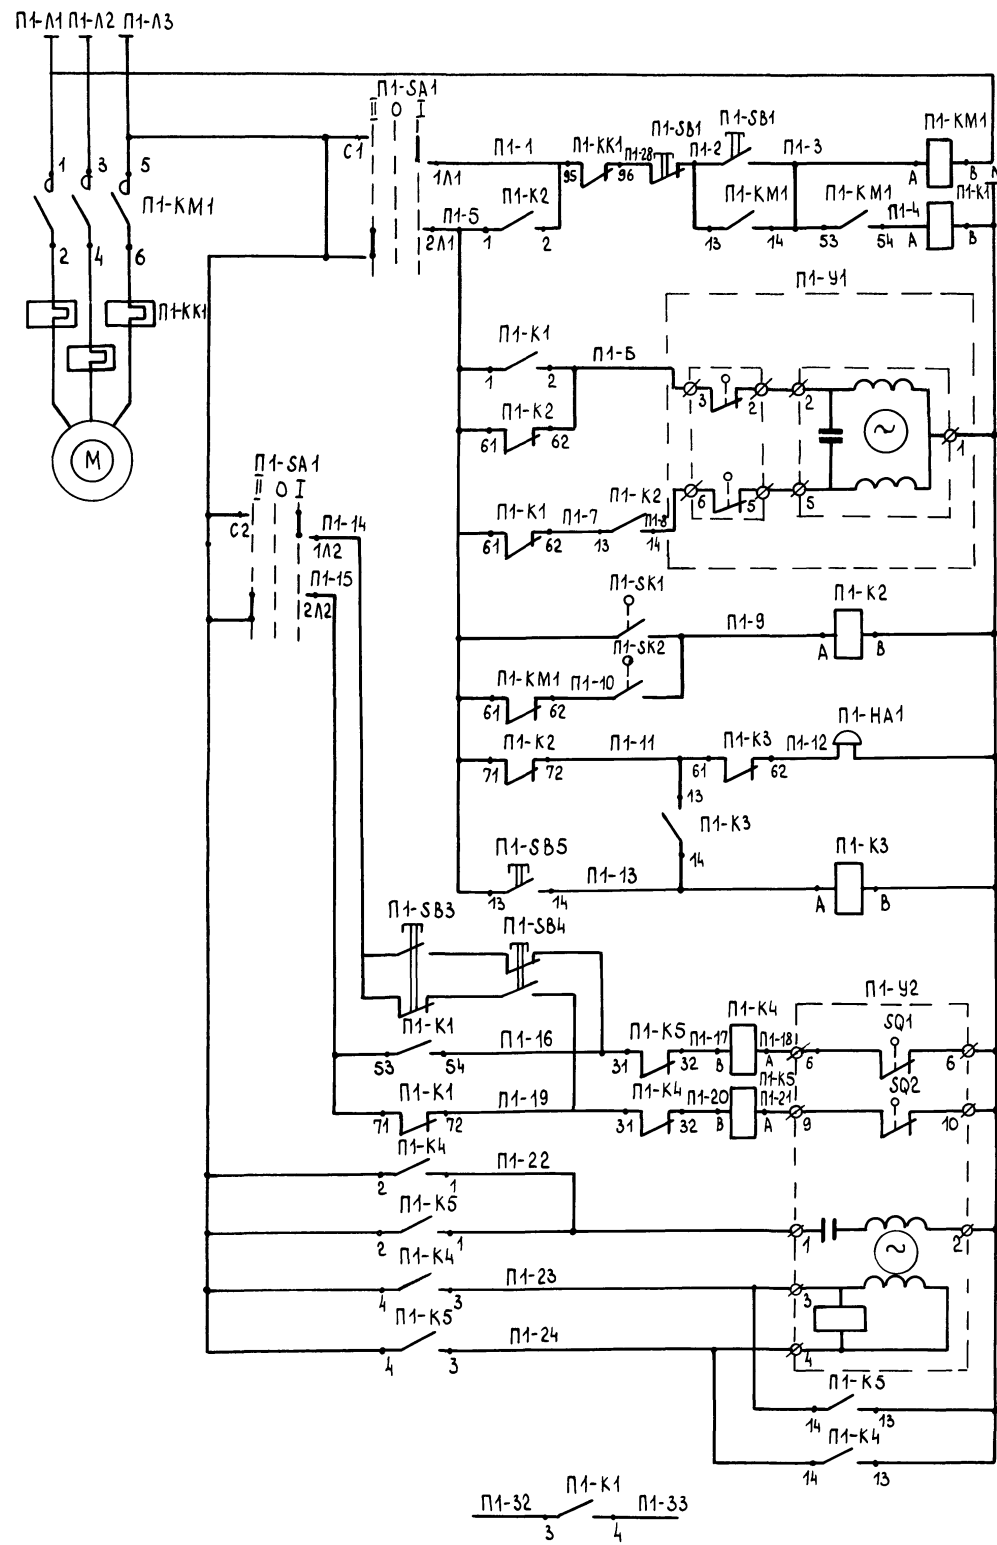 П1-Л1 П1-Л2 П1-Л3
П1-SA1
II O I
C1
1Л1
2Л1
П1-1
П1-5
П1-K2
1 2
П1-KK1
95 96
П1-28
П1-SB1
П1-2
П1-SB1
П1-3
П1-KM1
A B
N
П1-KM1
13 14
П1-KM1
53 54
П1-4
П1-K1
A B
1 3 5
П1-KM1
2 4 6
П1-KK1
M
П1-У1
П1-K1
1 2
П1-Б
3 2 2
П1-K2
61 62
1
П1-K1
61 62
П1-7
П1-K2
13 14
П1-8
6 5 5
П1-SA1
II O I
C2
П1-14
1Л2
П1-15
2Л2
П1-SK1
П1-9
П1-K2
A B
П1-SK2
П1-KM1
61 62
П1-10
П1-K2
71 72
П1-11
П1-K3
61 62
П1-12
П1-HA1
13
П1-K3
14
П1-SB5
13 14
П1-13
П1-K3
A B
П1-SB3
П1-SB4
П1-K1
53 54
П1-16
П1-K5
31 32
П1-17
П1-K4
B A
П1-18
П1-У2
SQ1
6 6
П1-K1
71 72
П1-19
П1-K4
31 32
П1-20
П1-K5
B A
П1-21
SQ2
9 10
П1-K4
2 1
П1-22
П1-K5
2 1
1 2
П1-K4
4 3
П1-23
3
П1-K5
4 3
П1-24
4
П1-K5
14 13
П1-K4
14 13
П1-32
П1-K1
3 4
П1-33